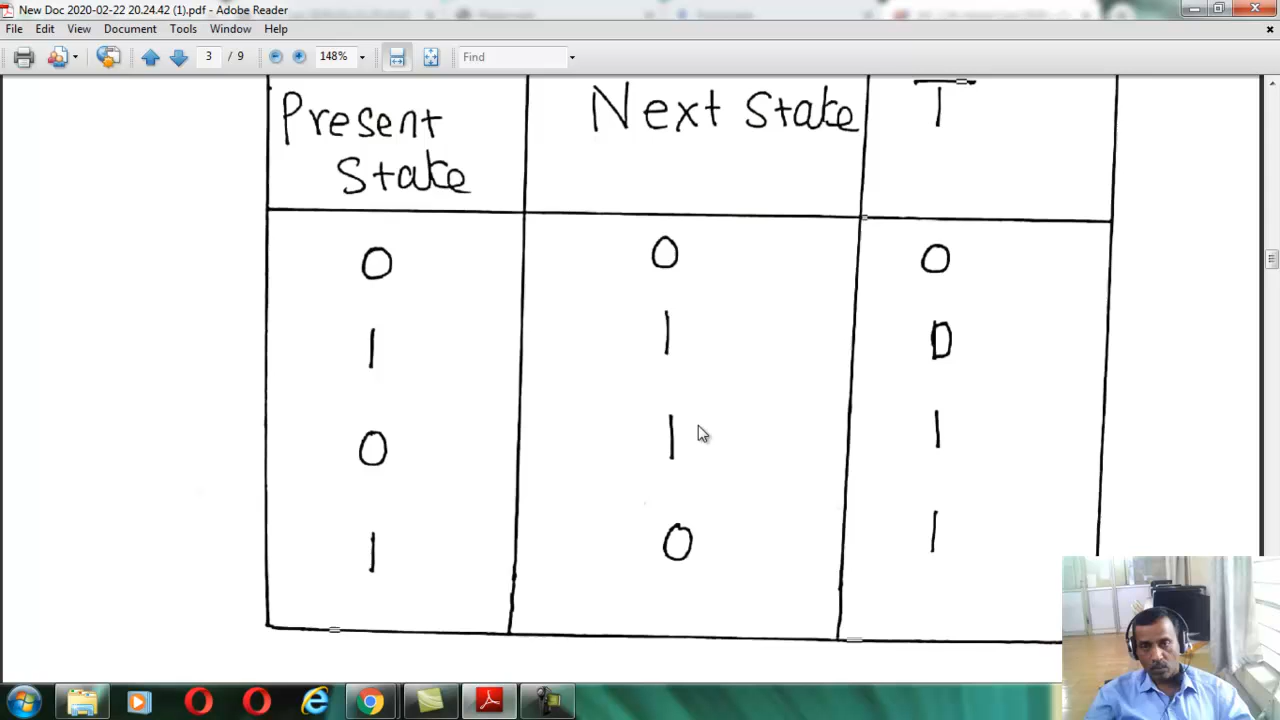 New Doc 2020-02-22 20.24.42 (1).pdf - Adobe Reader
File Edit View Document Tools Window Help
3 / 9 148% Find
Present State Next State T
0 0 0
1 1 0
0 1 1
1 0 1